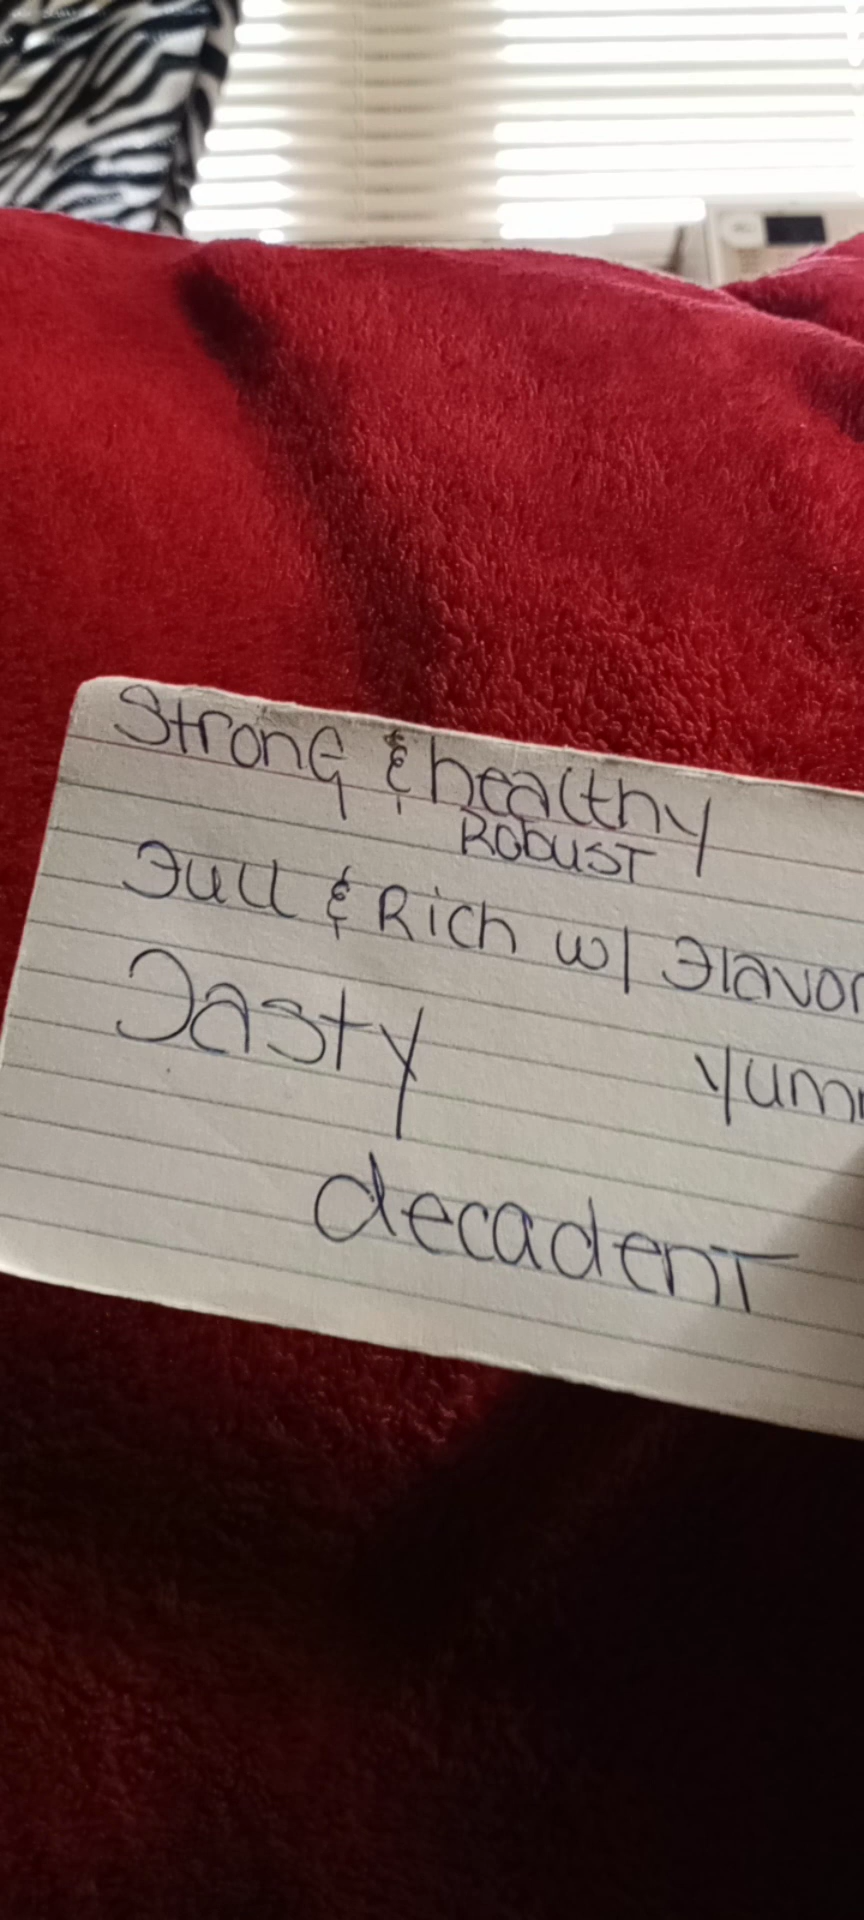 StronG & healthy
RobusT
Full & Rich w/ Flavor
Tasty
yum
decadenT